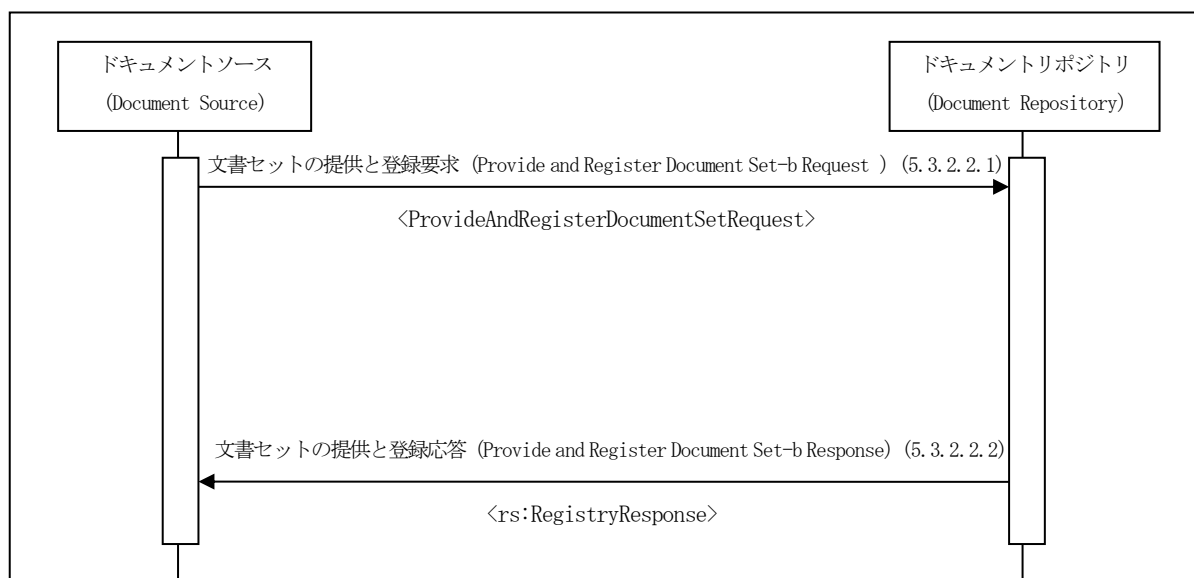 ドキュメントソース
(Document Source)
ドキュメントリポジトリ
(Document Repository)
文書セットの提供と登録要求 (Provide and Register Document Set-b Request ) (5.3.2.2.1)
<ProvideAndRegisterDocumentSetRequest>
文書セットの提供と登録応答 (Provide and Register Document Set-b Response) (5.3.2.2.2)
<rs:RegistryResponse>